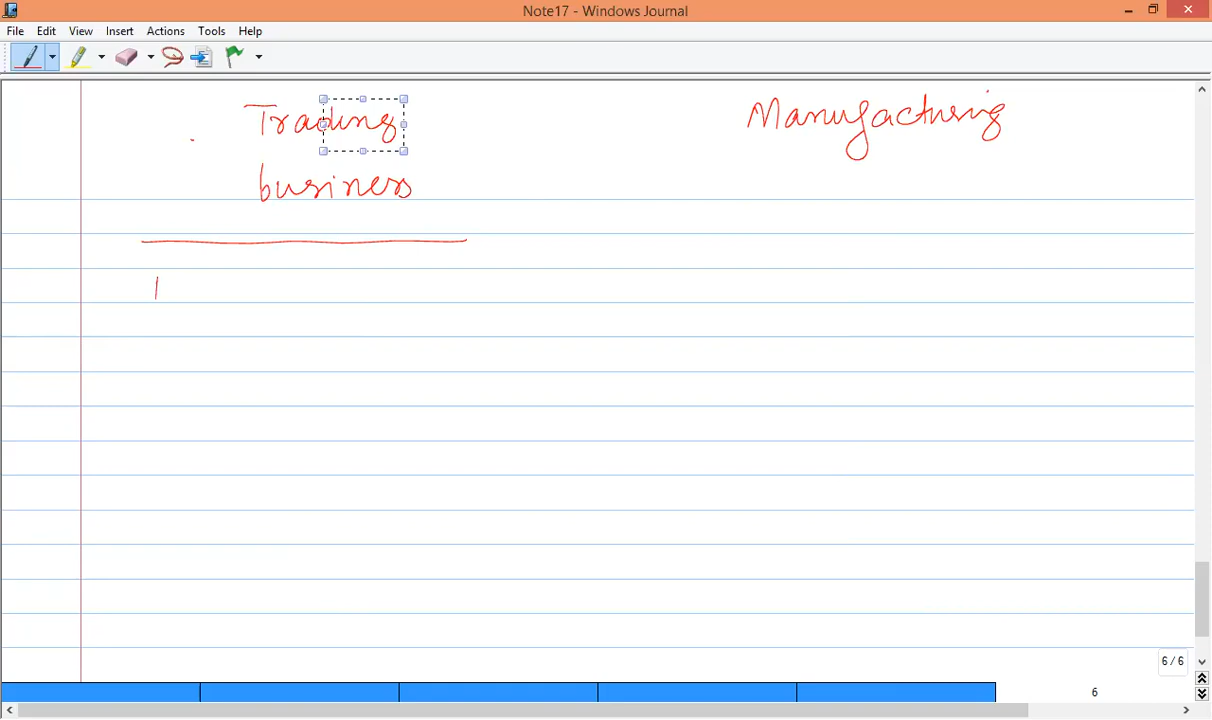 Note17 - Windows Journal
File Edit View Insert Actions Tools Help
Trading Manufacturing
business
6 / 6
6